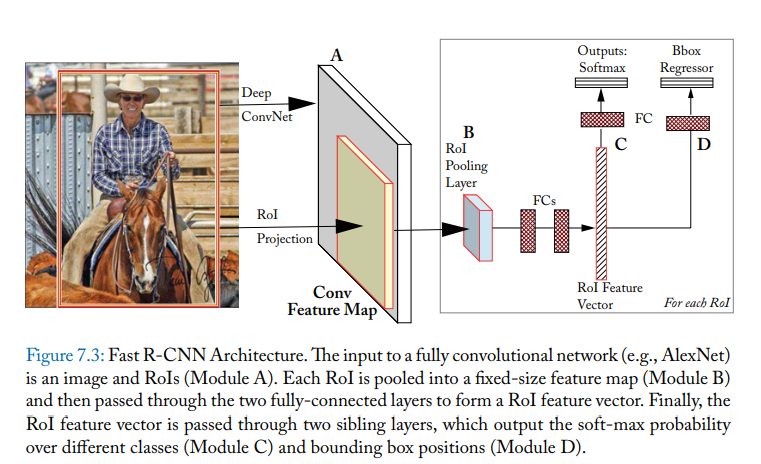 A
Deep
ConvNet
RoI
Projection
Conv
Feature Map
B
RoI
Pooling
Layer
FCs
Outputs:
Softmax
Bbox
Regressor
FC
C
D
RoI Feature
Vector
For each RoI
Figure 7.3: Fast R-CNN Architecture. The input to a fully convolutional network (e.g., AlexNet)
is an image and RoIs (Module A). Each RoI is pooled into a fixed-size feature map (Module B)
and then passed through the two fully-connected layers to form a RoI feature vector. Finally, the
RoI feature vector is passed through two sibling layers, which output the soft-max probability
over different classes (Module C) and bounding box positions (Module D).